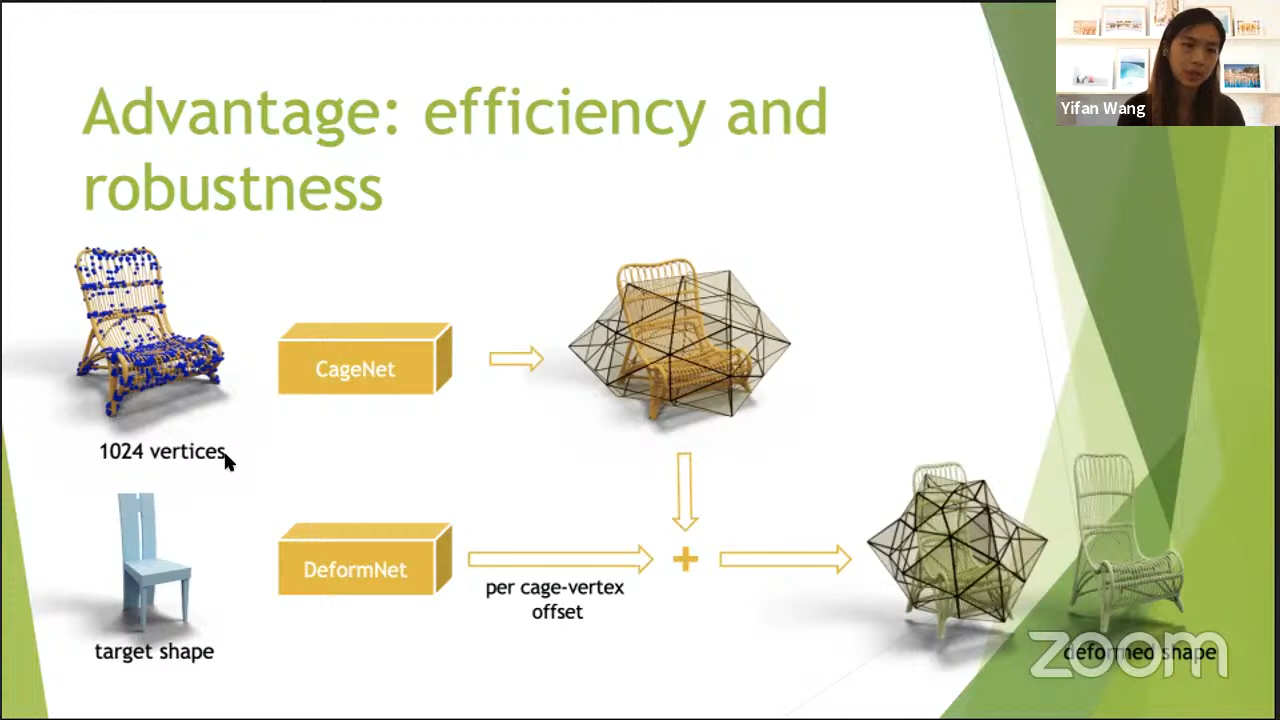 Yifan Wang
Advantage: efficiency and
robustness
CageNet
1024 vertices
DeformNet
per cage-vertex
offset
target shape
deformed shape
zoom